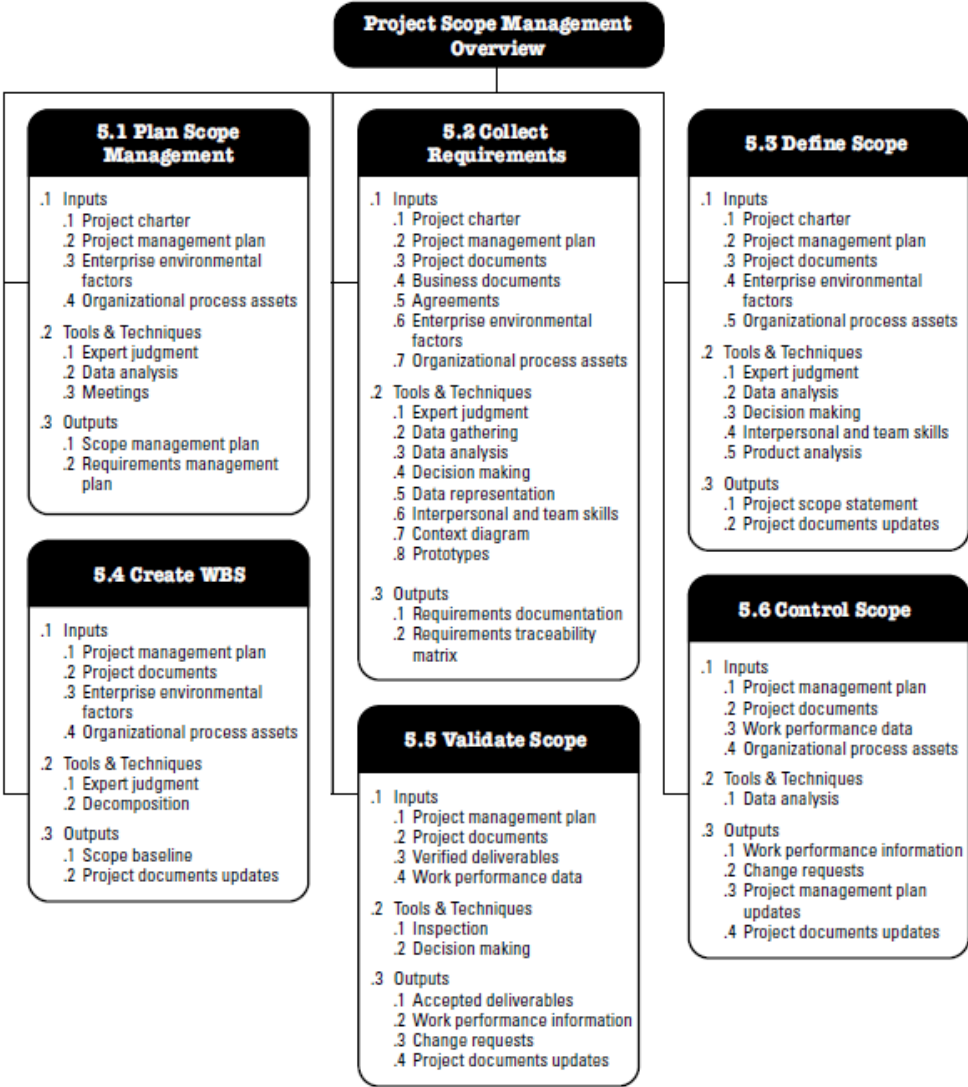 Project Scope Management
Overview
5.1 Plan Scope
Management
.1 Inputs
.1 Project charter
.2 Project management plan
.3 Enterprise environmental
factors
.4 Organizational process assets
.2 Tools & Techniques
.1 Expert judgment
.2 Data analysis
.3 Meetings
.3 Outputs
.1 Scope management plan
.2 Requirements management
plan
5.2 Collect
Requirements
.1 Inputs
.1 Project charter
.2 Project management plan
.3 Project documents
.4 Business documents
.5 Agreements
.6 Enterprise environmental
factors
.7 Organizational process assets
.2 Tools & Techniques
.1 Expert judgment
.2 Data gathering
.3 Data analysis
.4 Decision making
.5 Data representation
.6 Interpersonal and team skills
.7 Context diagram
.8 Prototypes
.3 Outputs
.1 Requirements documentation
.2 Requirements traceability
matrix
5.3 Define Scope
.1 Inputs
.1 Project charter
.2 Project management plan
.3 Project documents
.4 Enterprise environmental
factors
.5 Organizational process assets
.2 Tools & Techniques
.1 Expert judgment
.2 Data analysis
.3 Decision making
.4 Interpersonal and team skills
.5 Product analysis
.3 Outputs
.1 Project scope statement
.2 Project documents updates
5.4 Create WBS
.1 Inputs
.1 Project management plan
.2 Project documents
.3 Enterprise environmental
factors
.4 Organizational process assets
.2 Tools & Techniques
.1 Expert judgment
.2 Decomposition
.3 Outputs
.1 Scope baseline
.2 Project documents updates
5.5 Validate Scope
.1 Inputs
.1 Project management plan
.2 Project documents
.3 Verified deliverables
.4 Work performance data
.2 Tools & Techniques
.1 Inspection
.2 Decision making
.3 Outputs
.1 Accepted deliverables
.2 Work performance information
.3 Change requests
.4 Project documents updates
5.6 Control Scope
.1 Inputs
.1 Project management plan
.2 Project documents
.3 Work performance data
.4 Organizational process assets
.2 Tools & Techniques
.1 Data analysis
.3 Outputs
.1 Work performance information
.2 Change requests
.3 Project management plan
updates
.4 Project documents updates